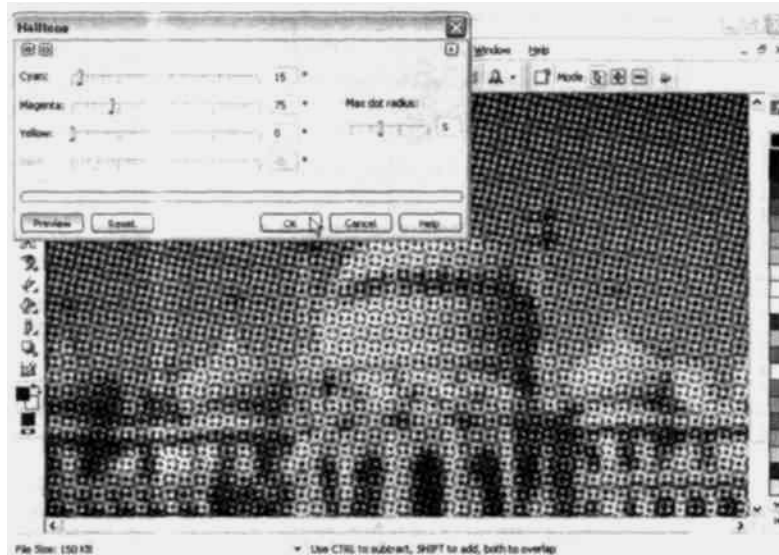 Halftone
Window Help
Cyan: 15 °
Mode
Magenta: 75 °
Max dot radius:
5
Yellow: 0 °
0 °
Preview Reset OK Cancel Help
File Size: 150 KB
Use CTRL to subtract, SHIFT to add, both to overlap